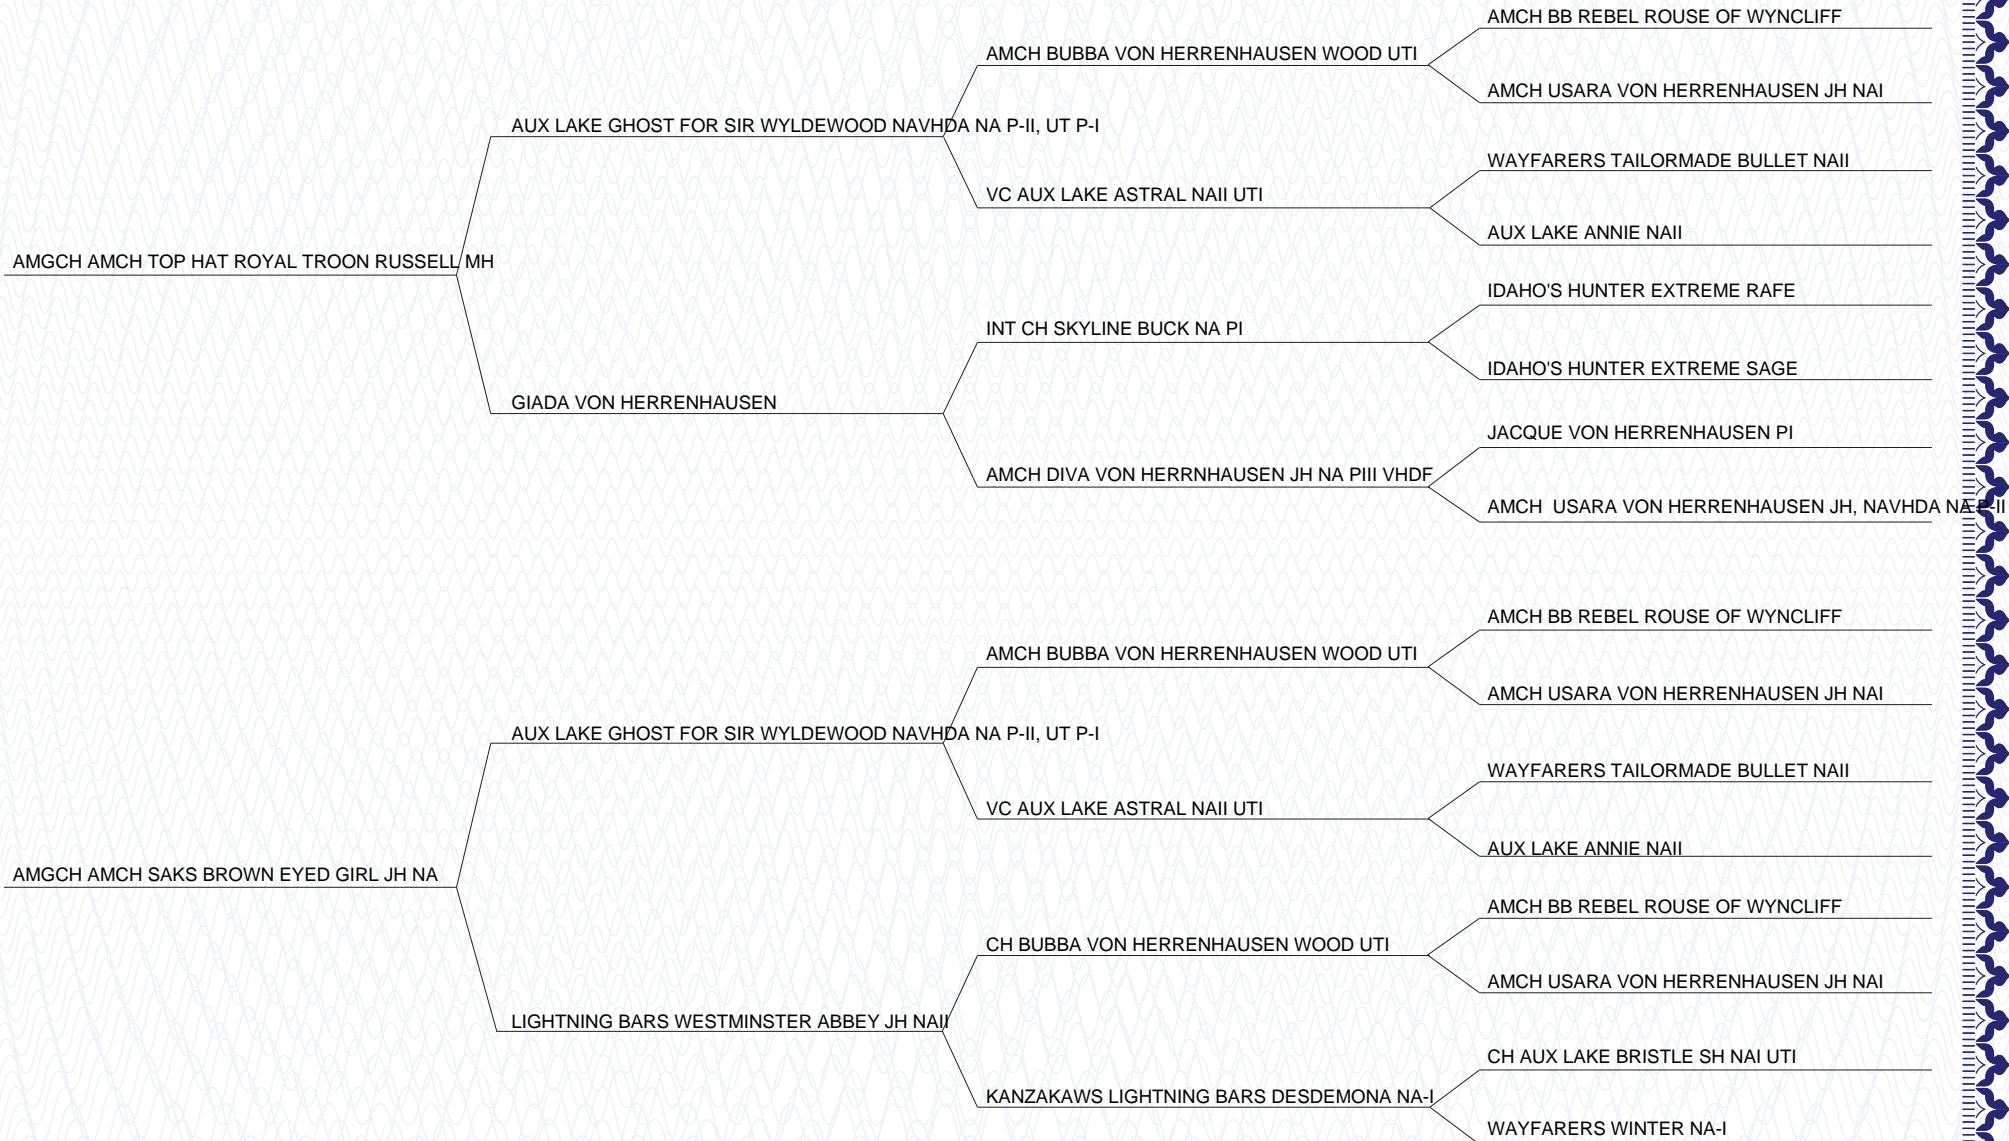 AMCH BB REBEL ROUSE OF WYNCLIFF
AMCH BUBBA VON HERRENHAUSEN WOOD UTI
AMCH USARA VON HERRENHAUSEN JH NAI
AUX LAKE GHOST FOR SIR WYLDEWOOD NAVHDA NA P-II, UT P-I
WAYFARERS TAILORMADE BULLET NAII
VC AUX LAKE ASTRAL NAII UTI
AUX LAKE ANNIE NAII
AMGCH AMCH TOP HAT ROYAL TROON RUSSELL MH
IDAHO'S HUNTER EXTREME RAFE
INT CH SKYLINE BUCK NA PI
IDAHO'S HUNTER EXTREME SAGE
GIADA VON HERRENHAUSEN
JACQUE VON HERRENHAUSEN PI
AMCH DIVA VON HERRNHAUSEN JH NA PIII VHDF
AMCH  USARA VON HERRENHAUSEN JH, NAVHDA NA P-II
AMCH BB REBEL ROUSE OF WYNCLIFF
AMCH BUBBA VON HERRENHAUSEN WOOD UTI
AMCH USARA VON HERRENHAUSEN JH NAI
AUX LAKE GHOST FOR SIR WYLDEWOOD NAVHDA NA P-II, UT P-I
WAYFARERS TAILORMADE BULLET NAII
VC AUX LAKE ASTRAL NAII UTI
AUX LAKE ANNIE NAII
AMGCH AMCH SAKS BROWN EYED GIRL JH NA
AMCH BB REBEL ROUSE OF WYNCLIFF
CH BUBBA VON HERRENHAUSEN WOOD UTI
AMCH USARA VON HERRENHAUSEN JH NAI
LIGHTNING BARS WESTMINSTER ABBEY JH NAII
CH AUX LAKE BRISTLE SH NAI UTI
KANZAKAWS LIGHTNING BARS DESDEMONA NA-I
WAYFARERS WINTER NA-I